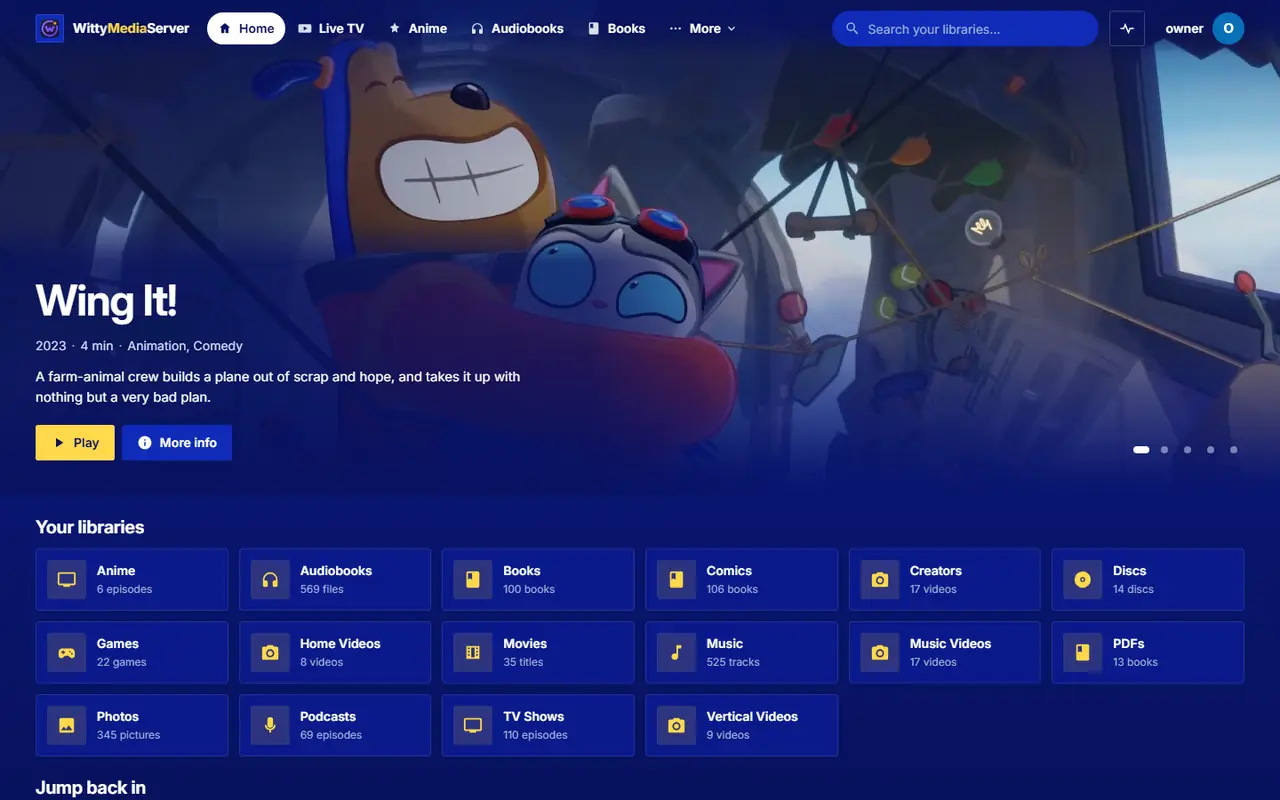 WittyMediaServer
Home
Live TV
Anime
Audiobooks
Books
More
Search your libraries...
owner
O
Wing It!
2023 · 4 min · Animation, Comedy
A farm-animal crew builds a plane out of scrap and hope, and takes it up with
nothing but a very bad plan.
Play
More info
Your libraries
Anime
6 episodes
Audiobooks
569 files
Books
100 books
Comics
106 books
Creators
17 videos
Discs
14 discs
Games
22 games
Home Videos
8 videos
Movies
35 titles
Music
525 tracks
Music Videos
17 videos
PDFs
13 books
Photos
345 pictures
Podcasts
69 episodes
TV Shows
110 episodes
Vertical Videos
9 videos
Jump back in